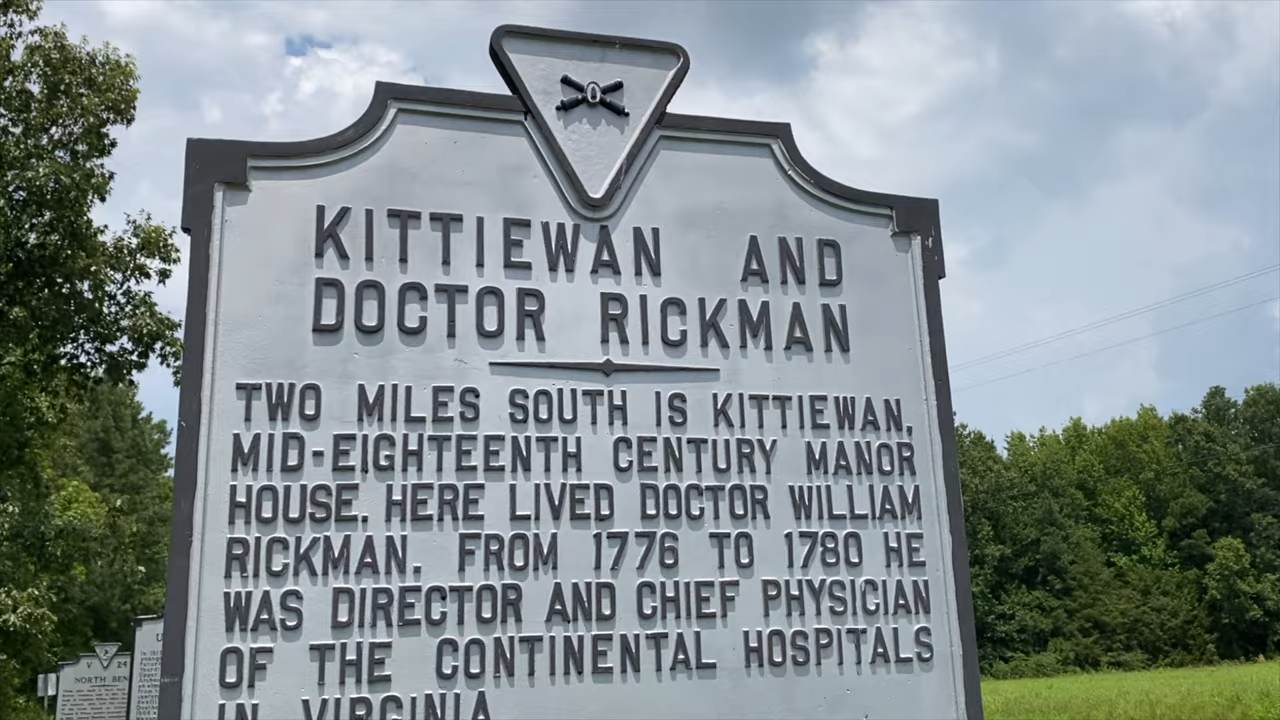 KITTIEWAN AND
DOCTOR RICKMAN
TWO MILES SOUTH IS KITTIEWAN,
MID-EIGHTEENTH CENTURY MANOR
HOUSE. HERE LIVED DOCTOR WILLIAM
RICKMAN. FROM 1776 TO 1780 HE
WAS DIRECTOR AND CHIEF PHYSICIAN
OF THE CONTINENTAL HOSPITALS
IN VIRGINIA
V 24
NORTH BEN